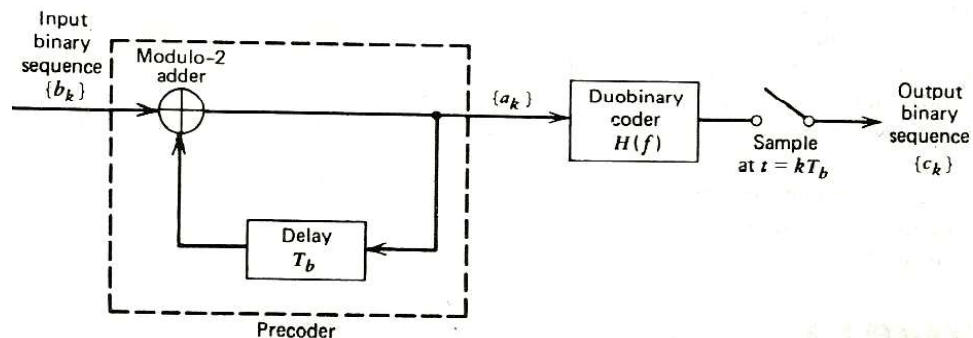 Input
binary
sequence
{b_k}
Modulo-2
adder
Delay
T_b
Precoder
{a_k}
Duobinary
coder
H(f)
Sample
at t = kT_b
Output
binary
sequence
{c_k}